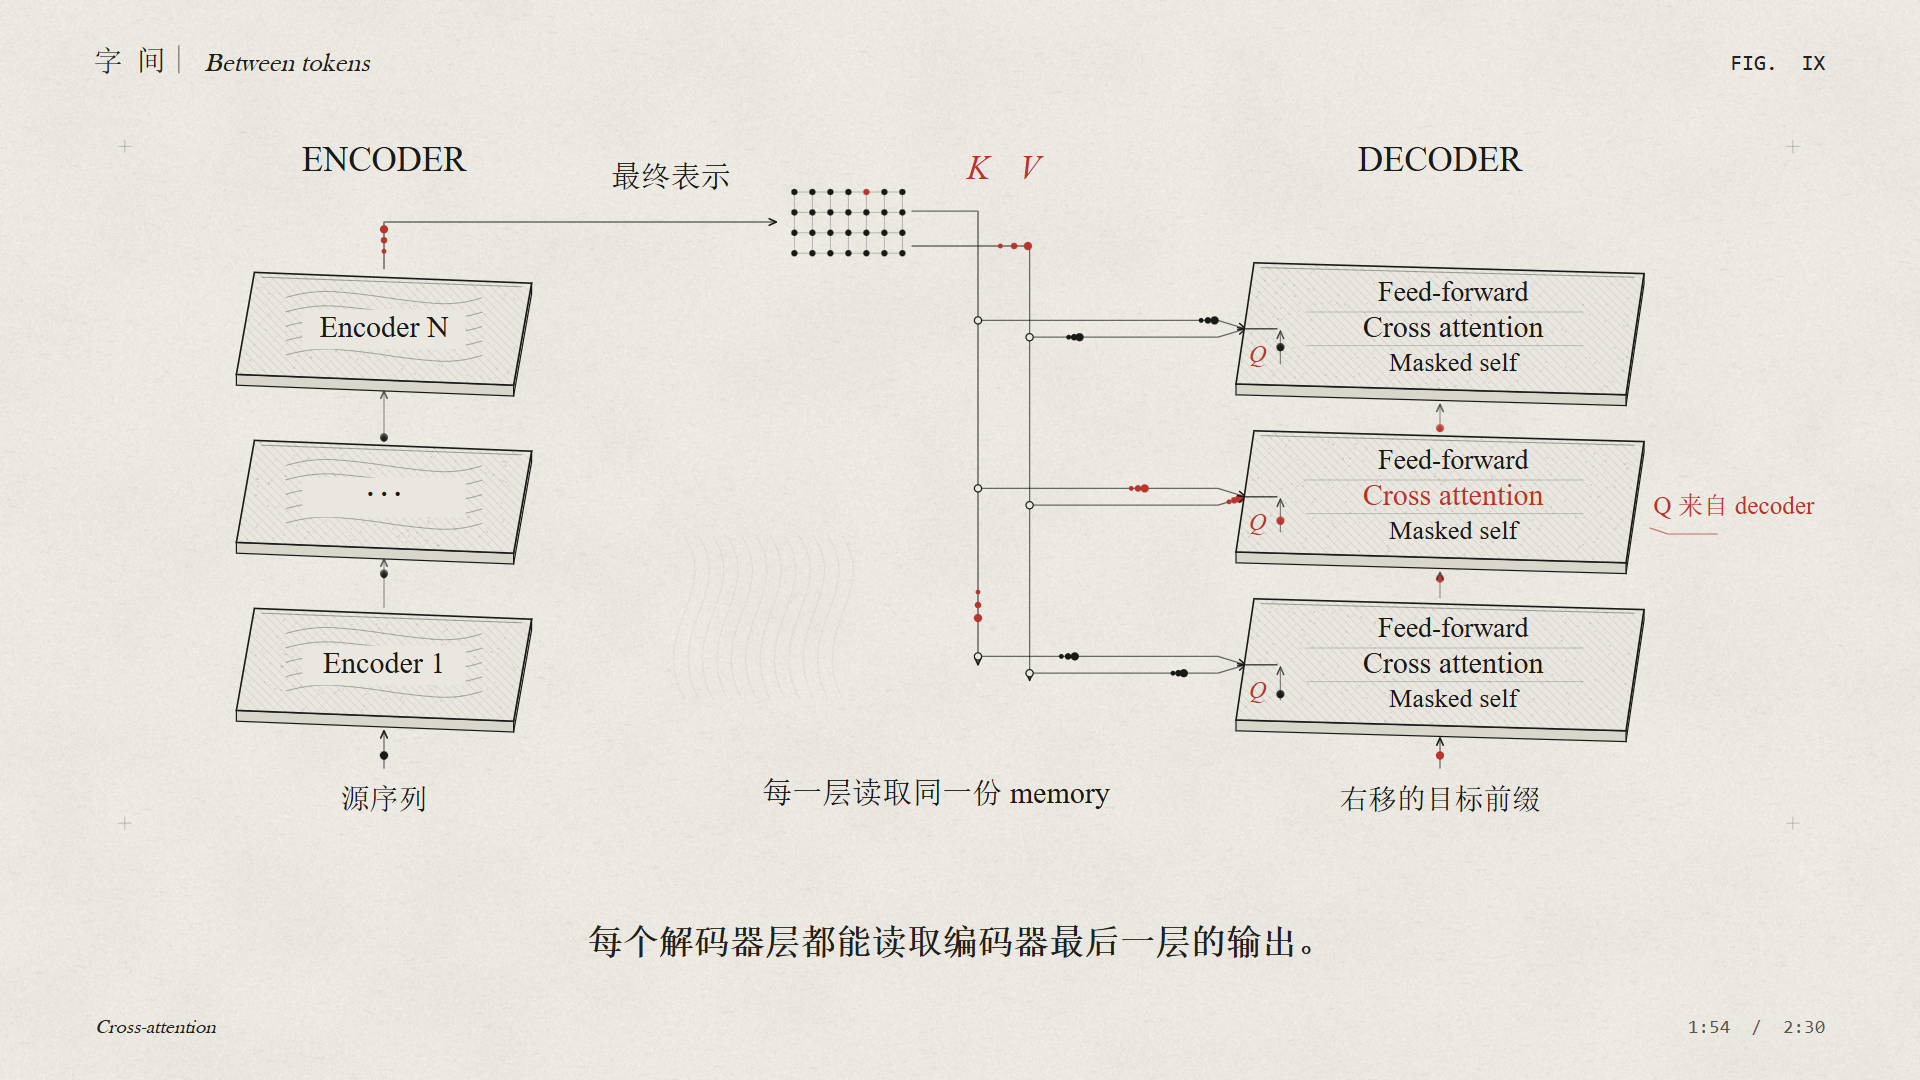 字 间 | Between tokens
FIG. IX
ENCODER
最终表示
K V
DECODER
Encoder N
...
Encoder 1
源序列
每一层读取同一份 memory
Feed-forward
Cross attention
Masked self
Q
Feed-forward
Cross attention
Masked self
Q
Q 来自 decoder
Feed-forward
Cross attention
Masked self
Q
右移的目标前缀
每个解码器层都能读取编码器最后一层的输出。
Cross-attention
1:54 / 2:30